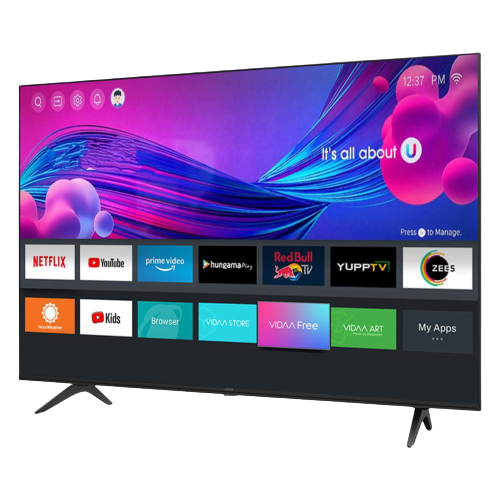 12:37 PM
It's all about U
Press to Manage.
NETFLIX
YouTube
prime video
hungama Play
Red Bull
TV
YUPPTV
ZEE5
AccuWeather
Kids
Browser
VIDAA STORE
VIDAA Free
VIDAA ART
My Apps